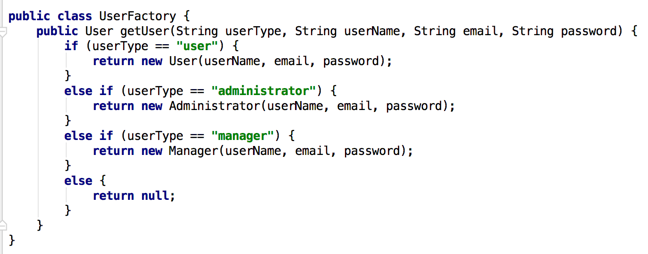 public class UserFactory {
    public User getUser(String userType, String userName, String email, String password) {
        if (userType == "user") {
            return new User(userName, email, password);
        }
        else if (userType == "administrator") {
            return new Administrator(userName, email, password);
        }
        else if (userType == "manager") {
            return new Manager(userName, email, password);
        }
        else {
            return null;
        }
    }
}